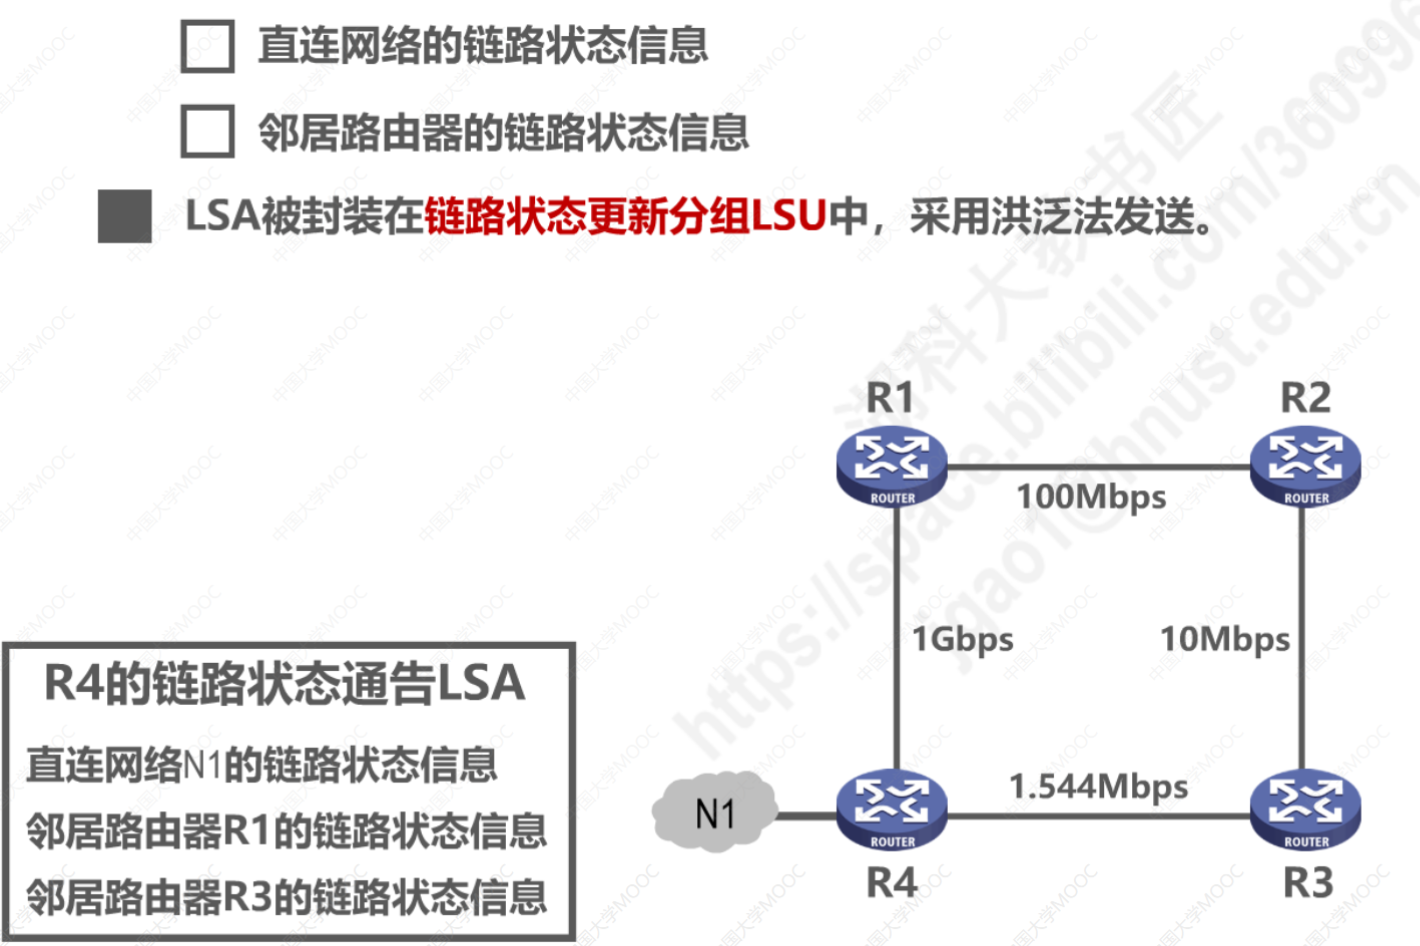 直连网络的链路状态信息
邻居路由器的链路状态信息
LSA被封装在链路状态更新分组LSU中，采用洪泛法发送。
R1
R2
ROUTER
ROUTER
100Mbps
1Gbps
10Mbps
R4的链路状态通告LSA
直连网络N1的链路状态信息
邻居路由器R1的链路状态信息
邻居路由器R3的链路状态信息
N1
1.544Mbps
ROUTER
ROUTER
R4
R3
湖科大教书匠
https://space.bilibili.com/360996
jgao1@hnust.edu.cn
中国大学MOOC